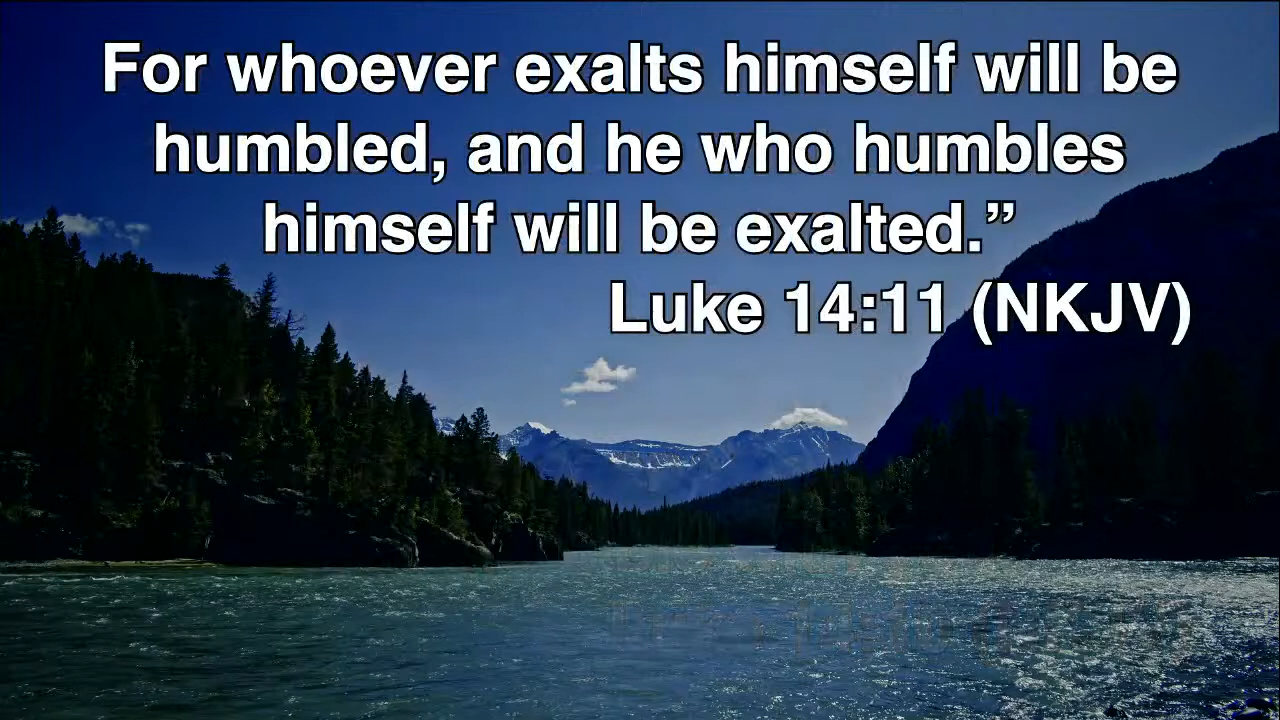 For whoever exalts himself will be
humbled, and he who humbles
himself will be exalted.”
Luke 14:11 (NKJV)